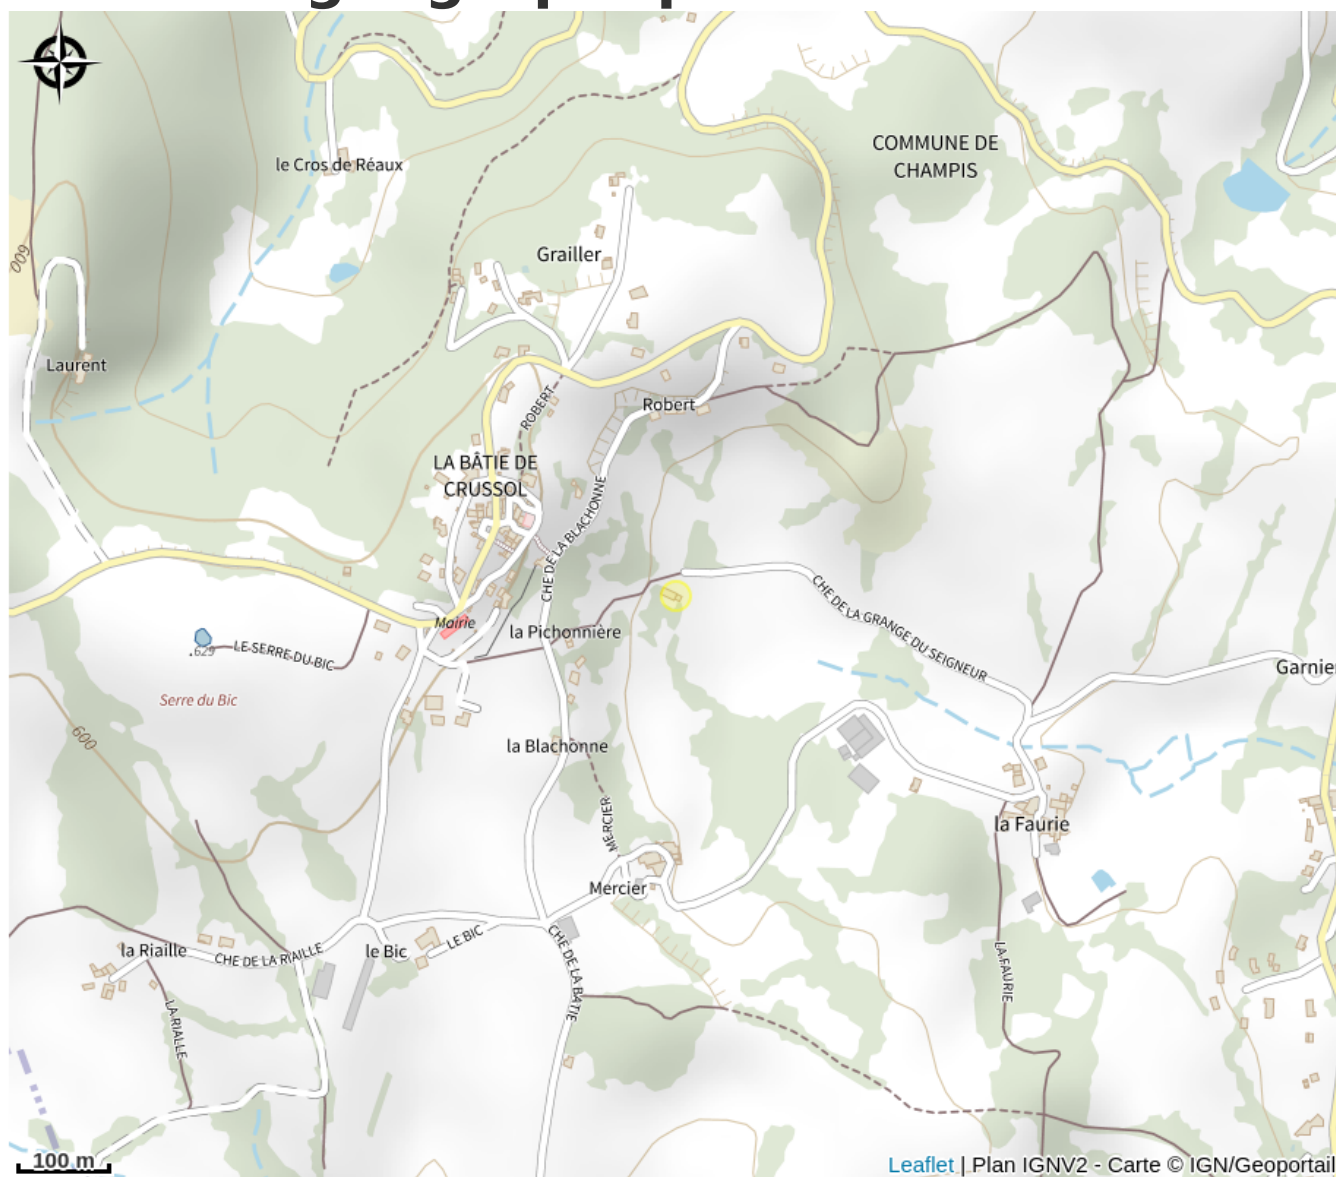 COMMUNE DE
CHAMPIS
le Cros de Réaux
Grailler
600
Laurent
Robert
ROBERT
LA BÂTIE DE
CRUSSOL
CHE DE LA BLACHONNE
CHE DE LA GRANGE DU SEIGNEUR
Mairie
la Pichonnière
LE SERRE DU BIC
629
Serre du Bic
600
Garnier
la Blachonne
MERCIER
la Faurie
Mercier
la Riaille
CHE DE LA RIAILLE
le Bic
LE BIC
CHE DE LA BATIE
LA FAURIE
LA RIALLE
100 m
Leaflet | Plan IGNV2 - Carte © IGN/Geoportail